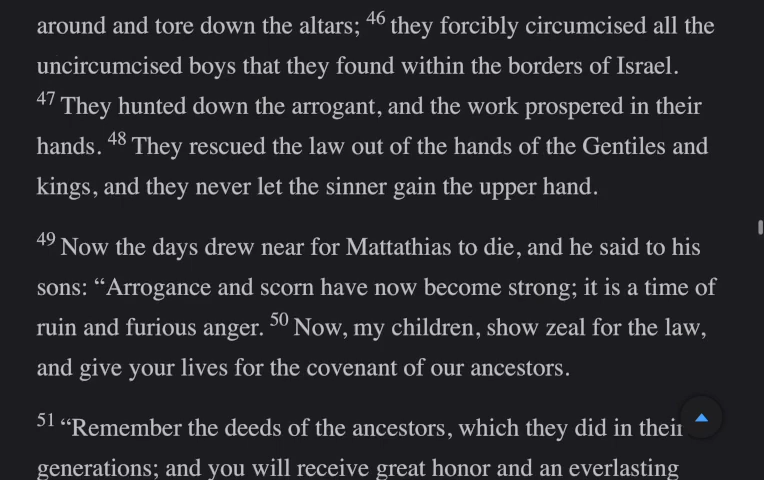 around and tore down the altars; 46 they forcibly circumcised all the
uncircumcised boys that they found within the borders of Israel.
47 They hunted down the arrogant, and the work prospered in their
hands. 48 They rescued the law out of the hands of the Gentiles and
kings, and they never let the sinner gain the upper hand.
49 Now the days drew near for Mattathias to die, and he said to his
sons: “Arrogance and scorn have now become strong; it is a time of
ruin and furious anger. 50 Now, my children, show zeal for the law,
and give your lives for the covenant of our ancestors.
51 “Remember the deeds of the ancestors, which they did in their
generations; and you will receive great honor and an everlasting